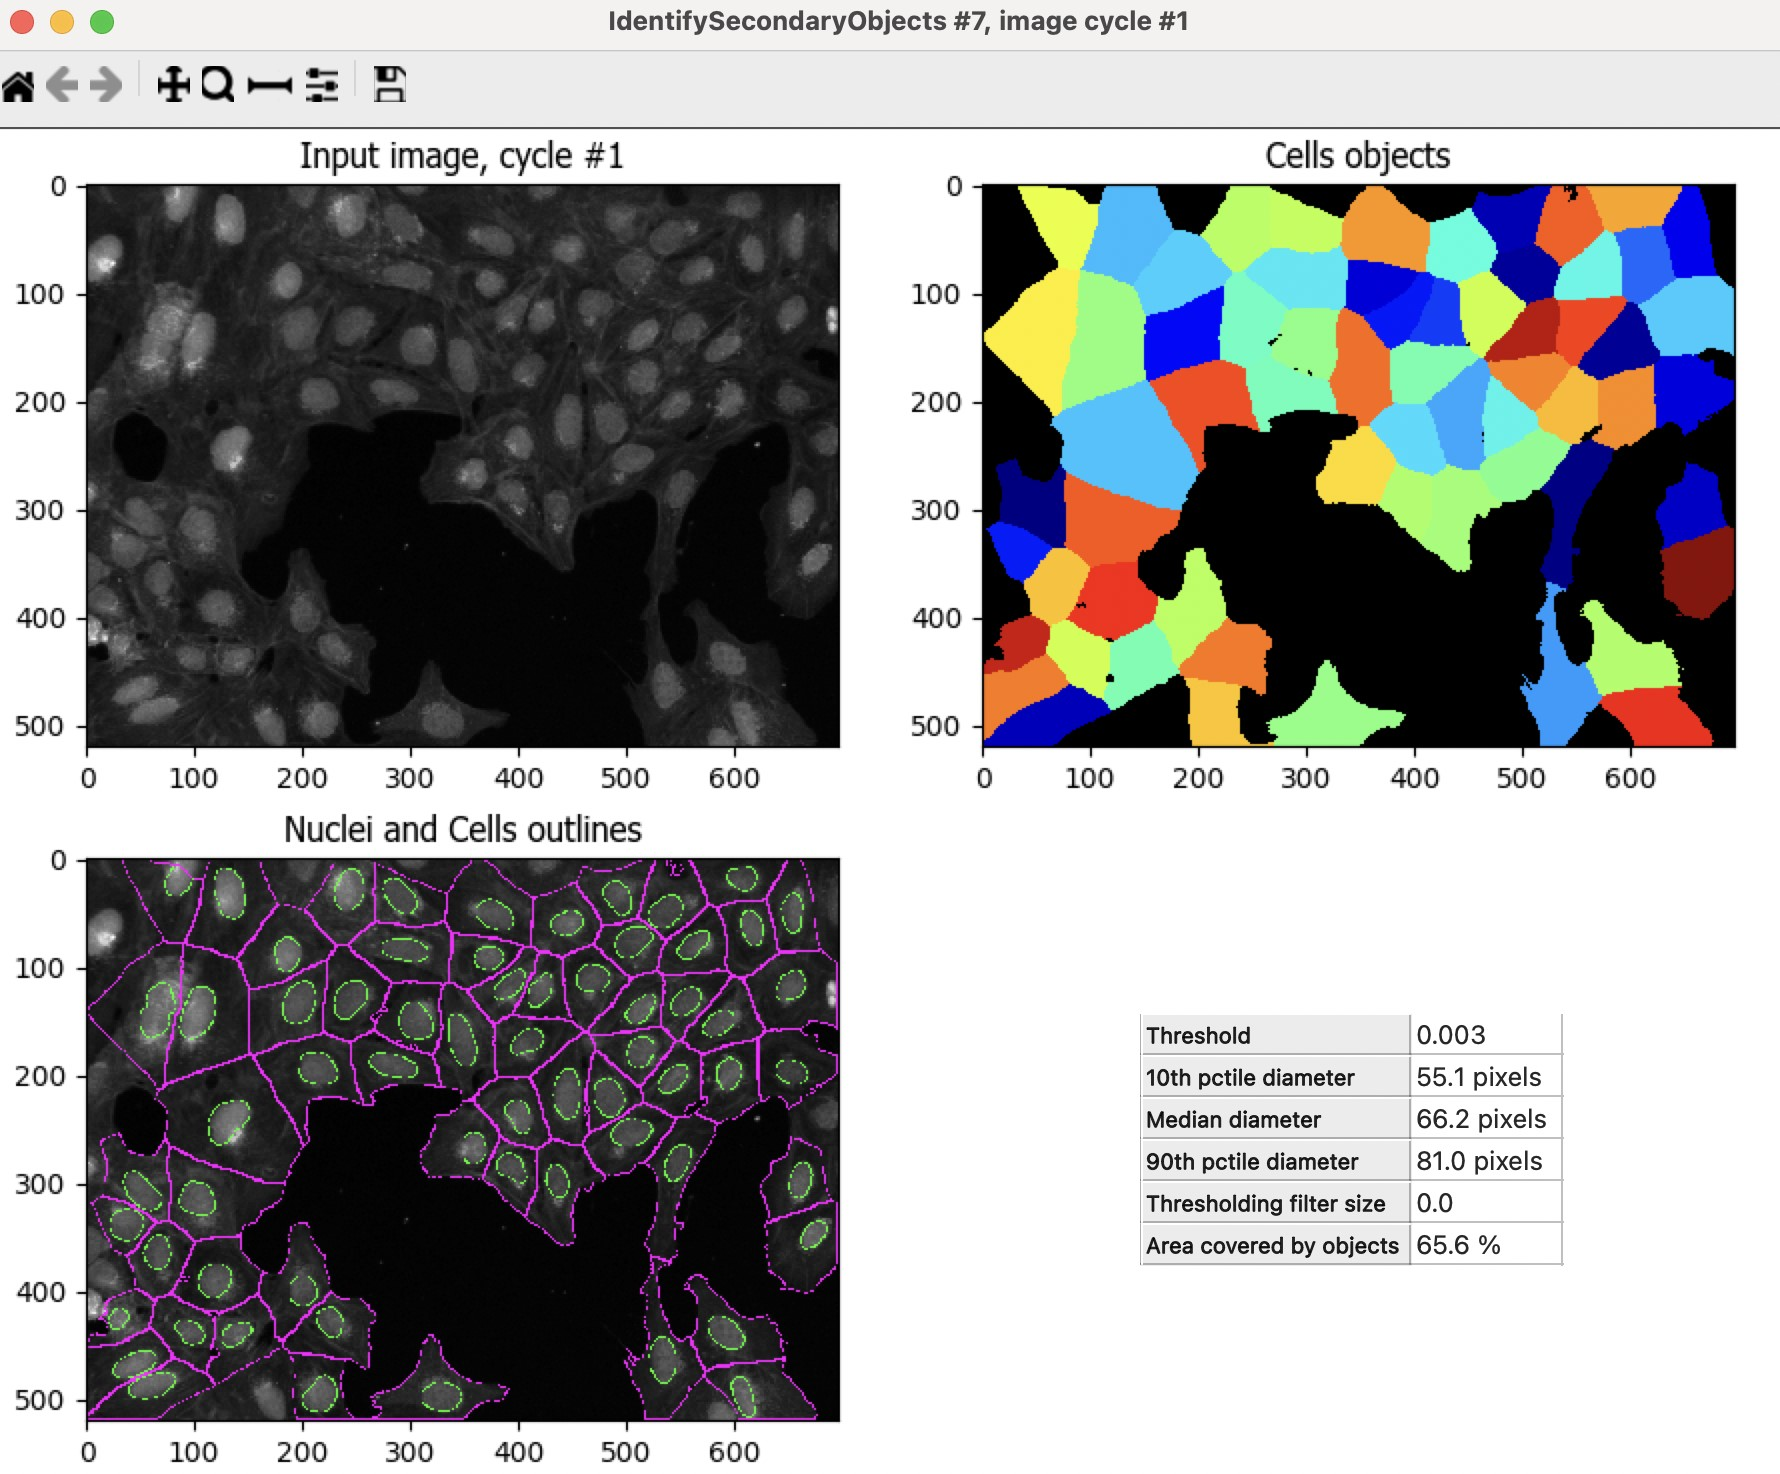 IdentifySecondaryObjects #7, image cycle #1
Input image, cycle #1
0
100
200
300
400
500
0 100 200 300 400 500 600
Cells objects
0
100
200
300
400
500
0 100 200 300 400 500 600
Nuclei and Cells outlines
0
100
200
300
400
500
0 100 200 300 400 500 600
Threshold 0.003
10th pctile diameter 55.1 pixels
Median diameter 66.2 pixels
90th pctile diameter 81.0 pixels
Thresholding filter size 0.0
Area covered by objects 65.6 %